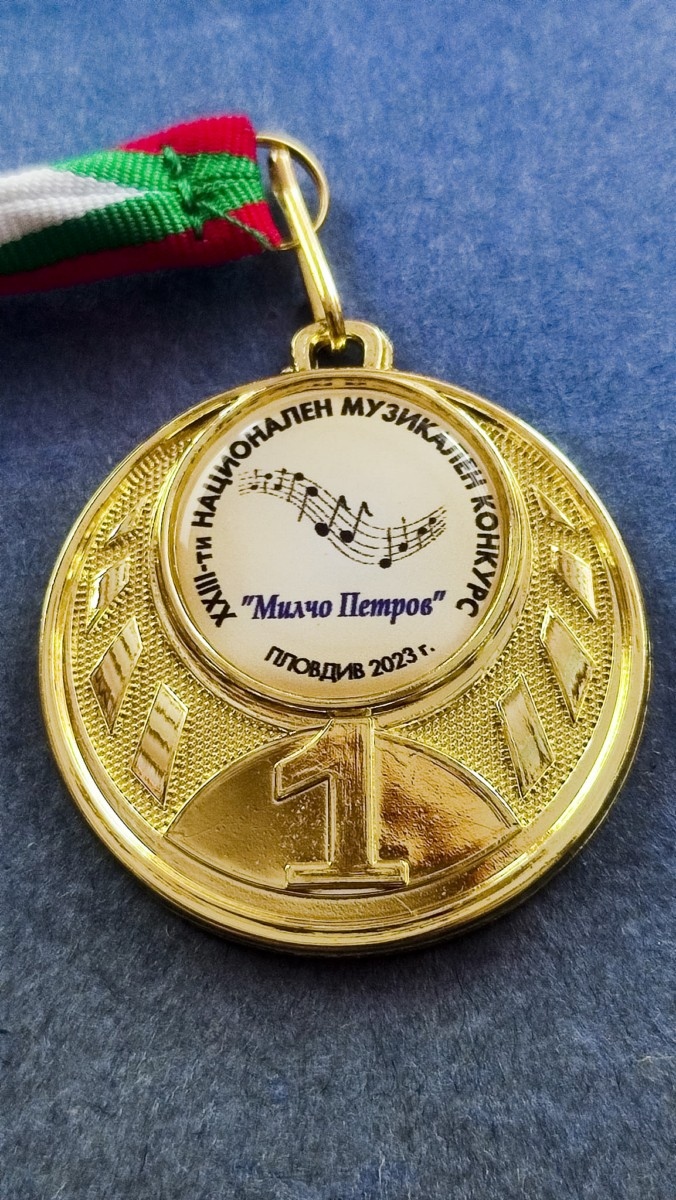 XXIII-ти НАЦИОНАЛЕН МУЗИКАЛЕН КОНКУРС
"Милчо Петров"
ПЛОВДИВ 2023 г.
1